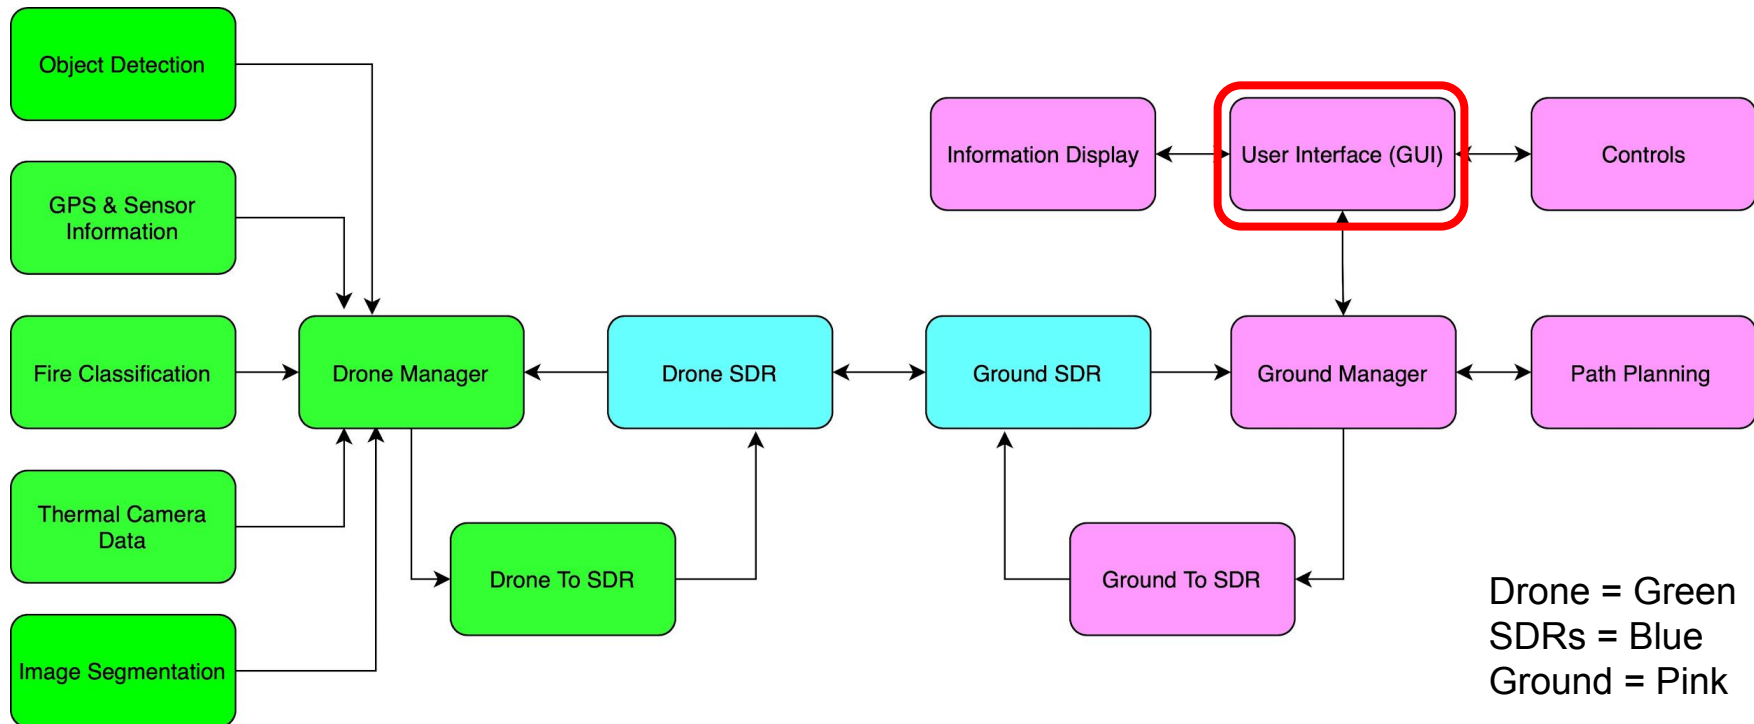 Object Detection
GPS & Sensor
Information
Fire Classification
Thermal Camera
Data
Image Segmentation
Drone Manager
Drone To SDR
Drone SDR
Ground SDR
Information Display
User Interface (GUI)
Controls
Ground Manager
Path Planning
Ground To SDR
Drone = Green
SDRs = Blue
Ground = Pink